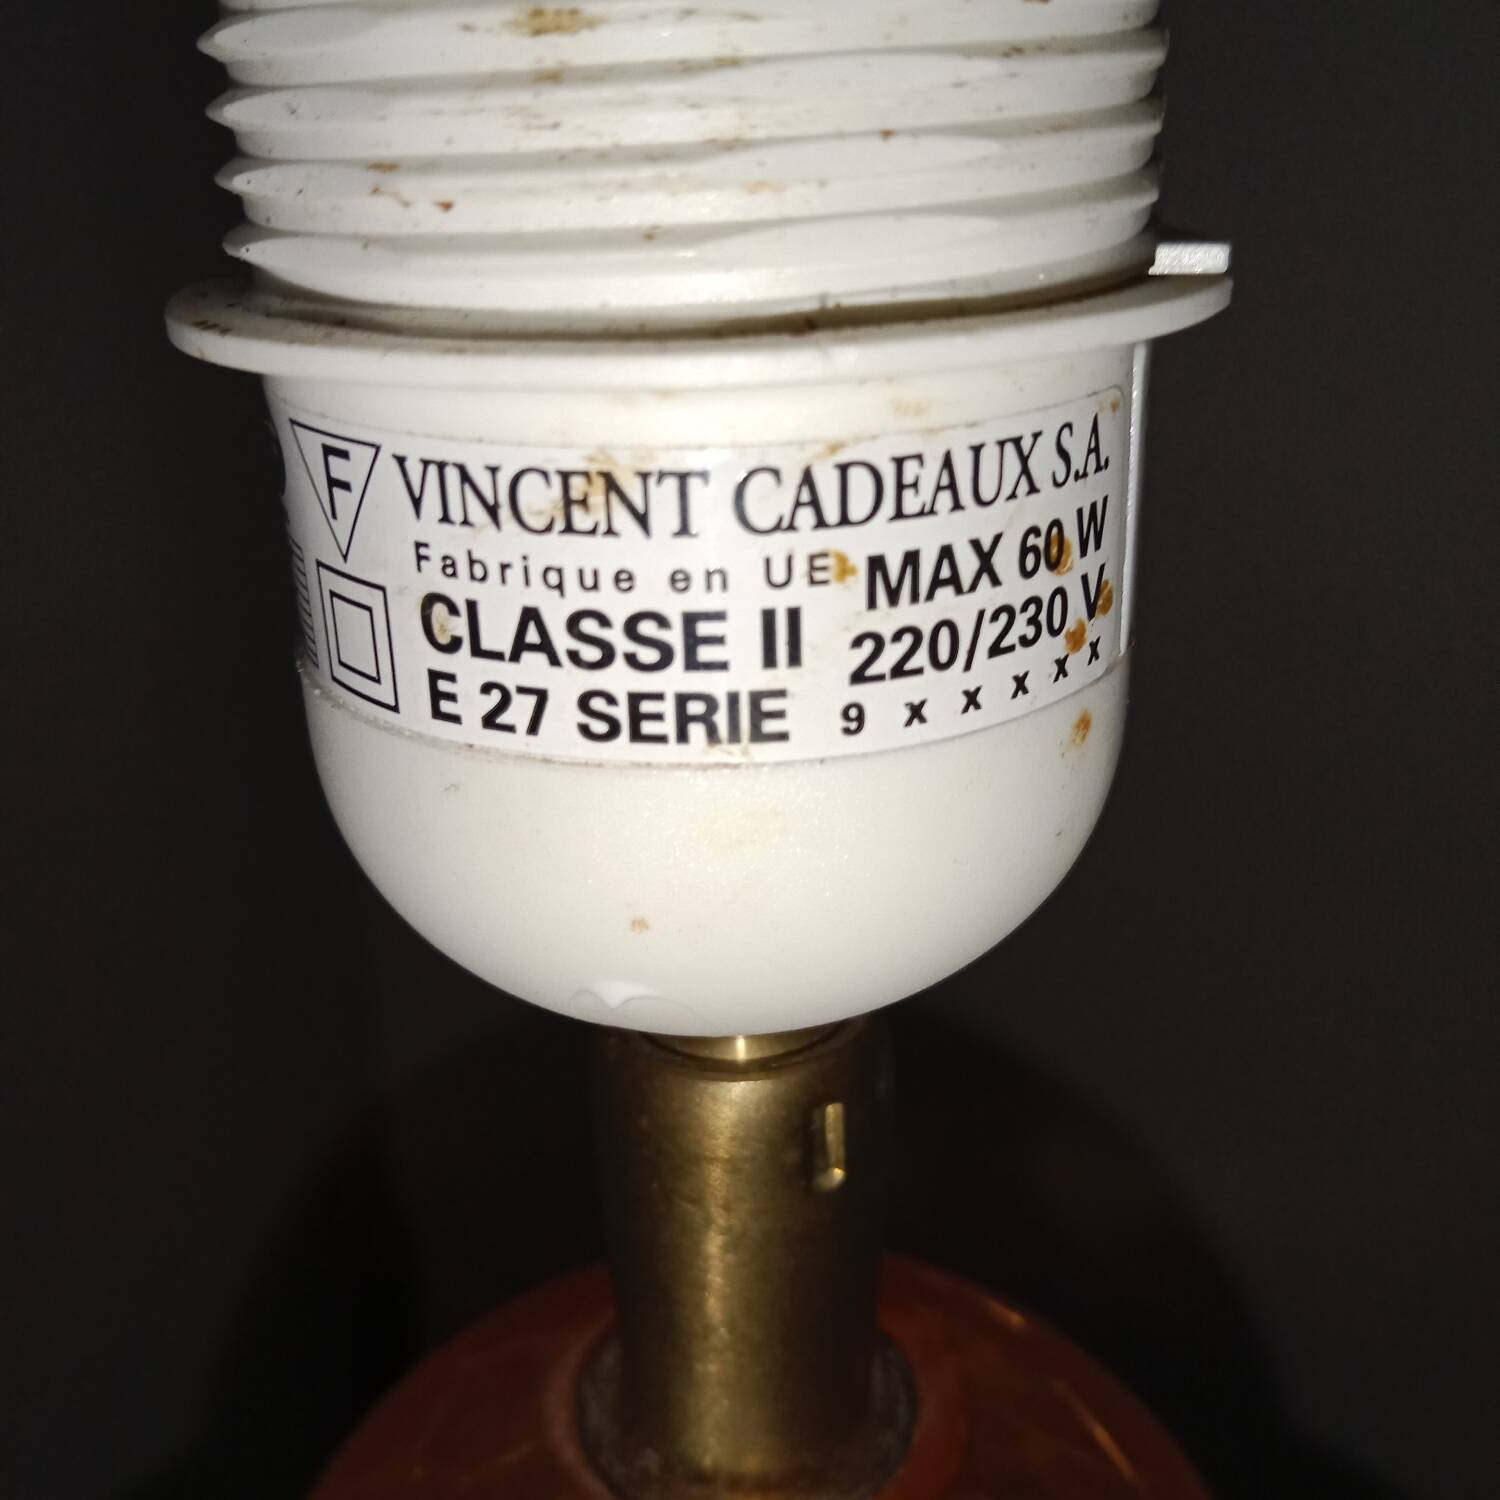 F VINCENT CADEAUX S.A.
Fabrique en UE MAX 60 W
CLASSE II 220/230 V
E 27 SERIE 9 x x x x x